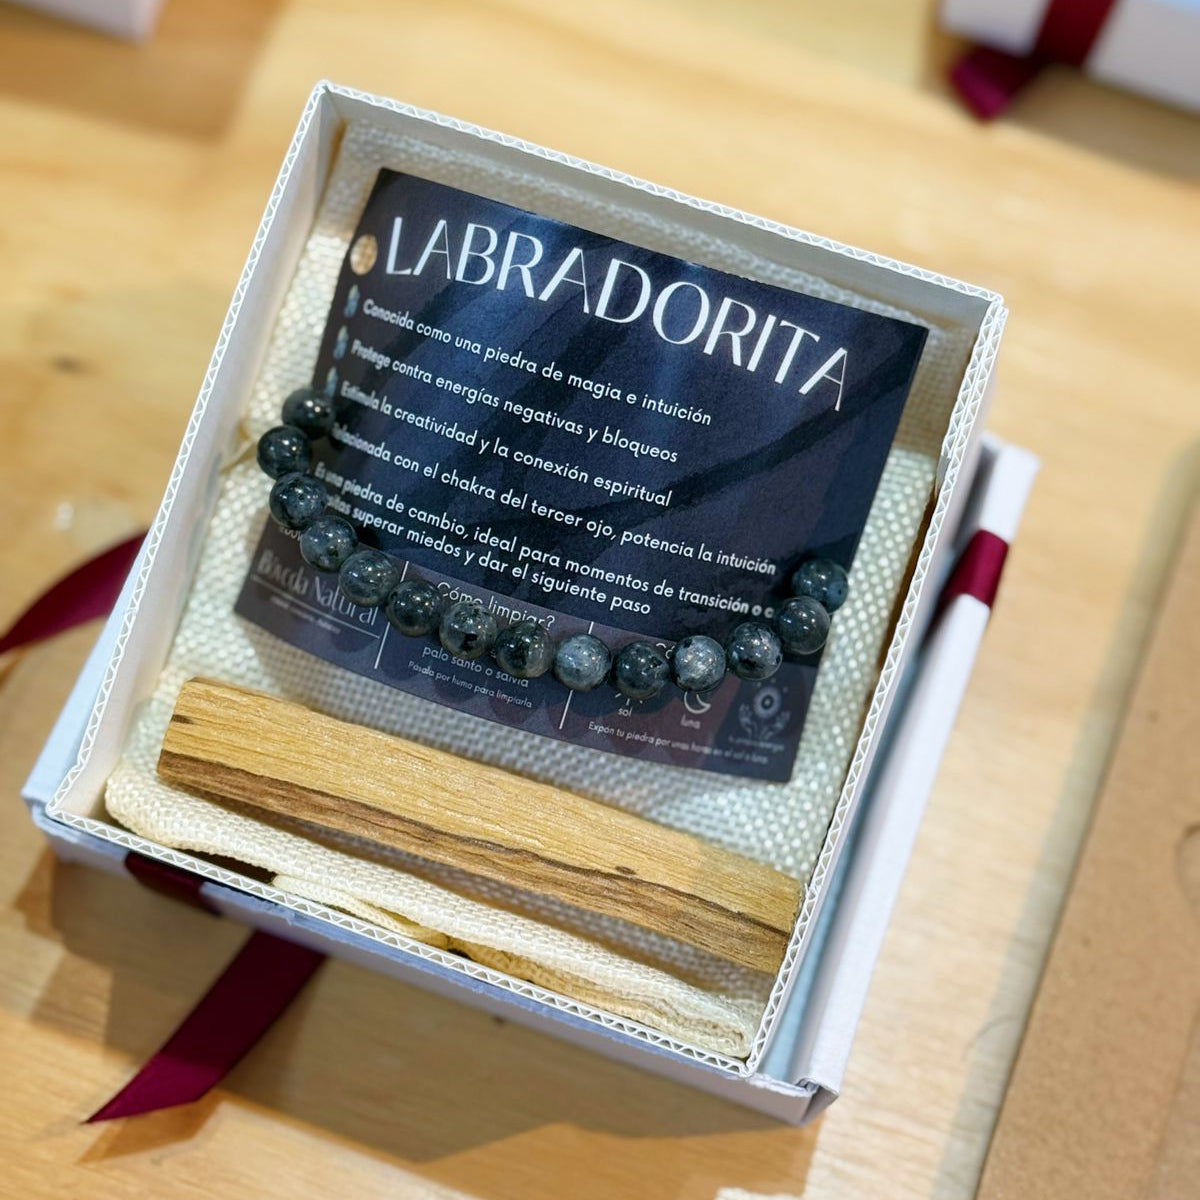 LABRADORITA
Conocida como una piedra de magia e intuición
Protege contra energías negativas y bloqueos
Estimula la creatividad y la conexión espiritual
Relacionada con el chakra del tercer ojo, potencia la intuición
Es una piedra de cambio, ideal para momentos de transición o
superar miedos y dar el siguiente paso
Bóveda Natural
¿Cómo limpiar?
palo santo o salvia
Pásala por humo para limpiarla
sol
luna
Expón tu piedra por unas horas en el sol o luna